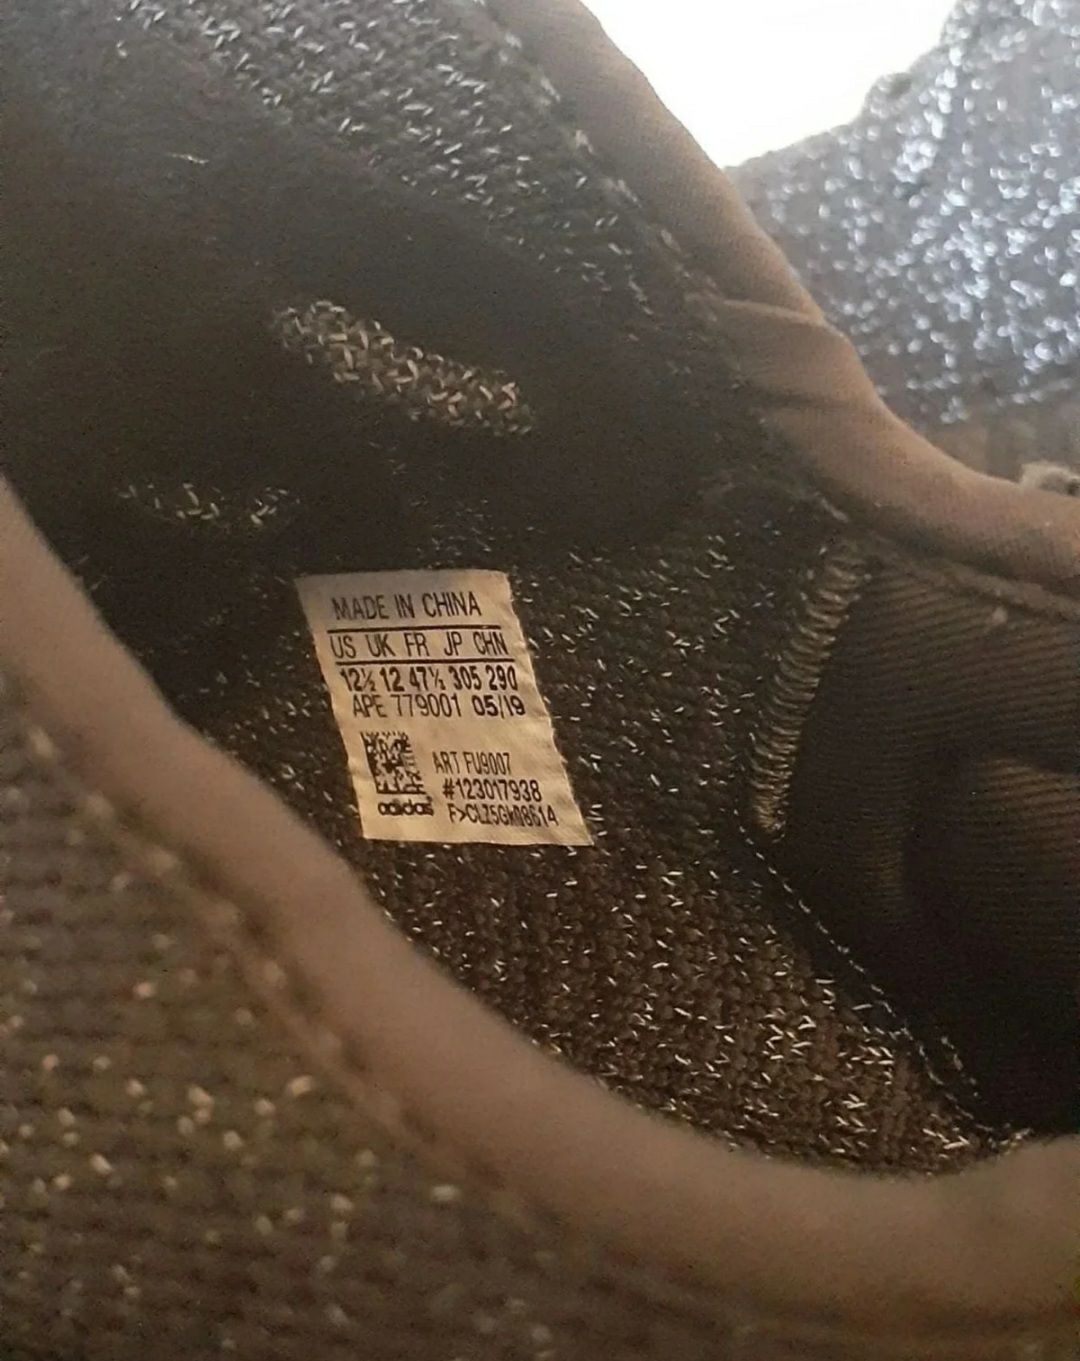 MADE IN CHINA
US UK FR JP CHN
12½ 12 47⅓ 305 290
APE 779001 05/19
ART FU9007
#123017938
adidas F>CLZ5GK08614